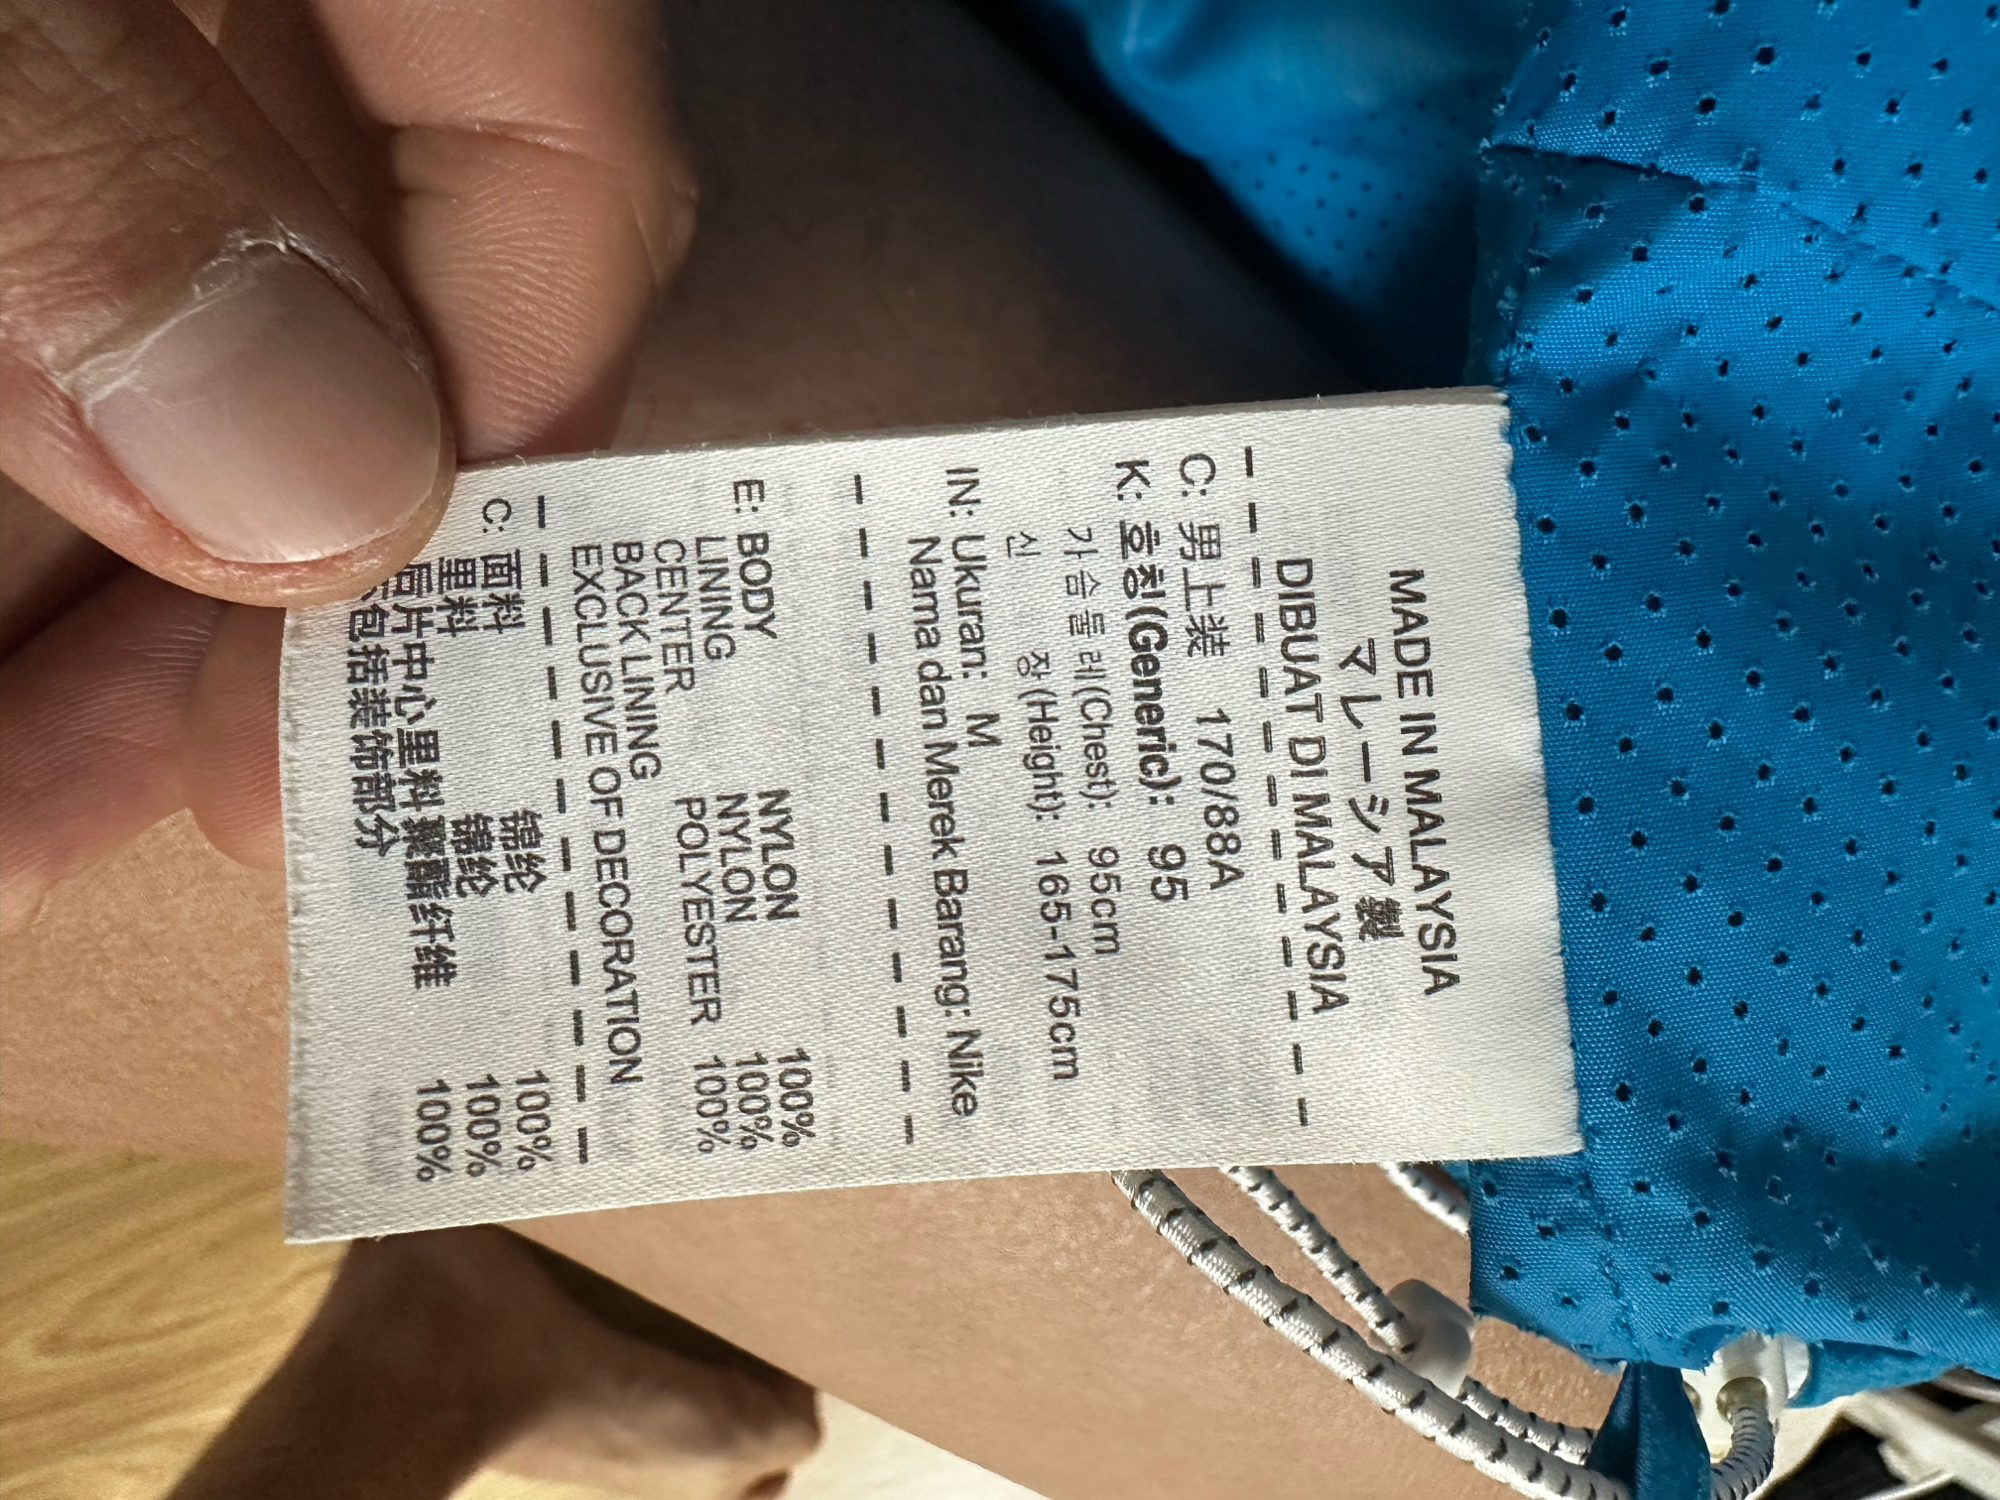 MADE IN MALAYSIA
マレーシア製
DIBUAT DI MALAYSIA
C: 男上装 170/88A
K: 호칭(Generic): 95
가슴둘레(Chest): 95cm
신 장(Height): 165-175cm
IN: Ukuran: M
Nama dan Merek Barang: Nike
E: BODY NYLON 100%
LINING NYLON 100%
CENTER POLYESTER 100%
BACK LINING
EXCLUSIVE OF DECORATION
C: 面料 锦纶 100%
里料 锦纶 100%
后片中心里料 聚酯纤维 100%
包括装饰部分